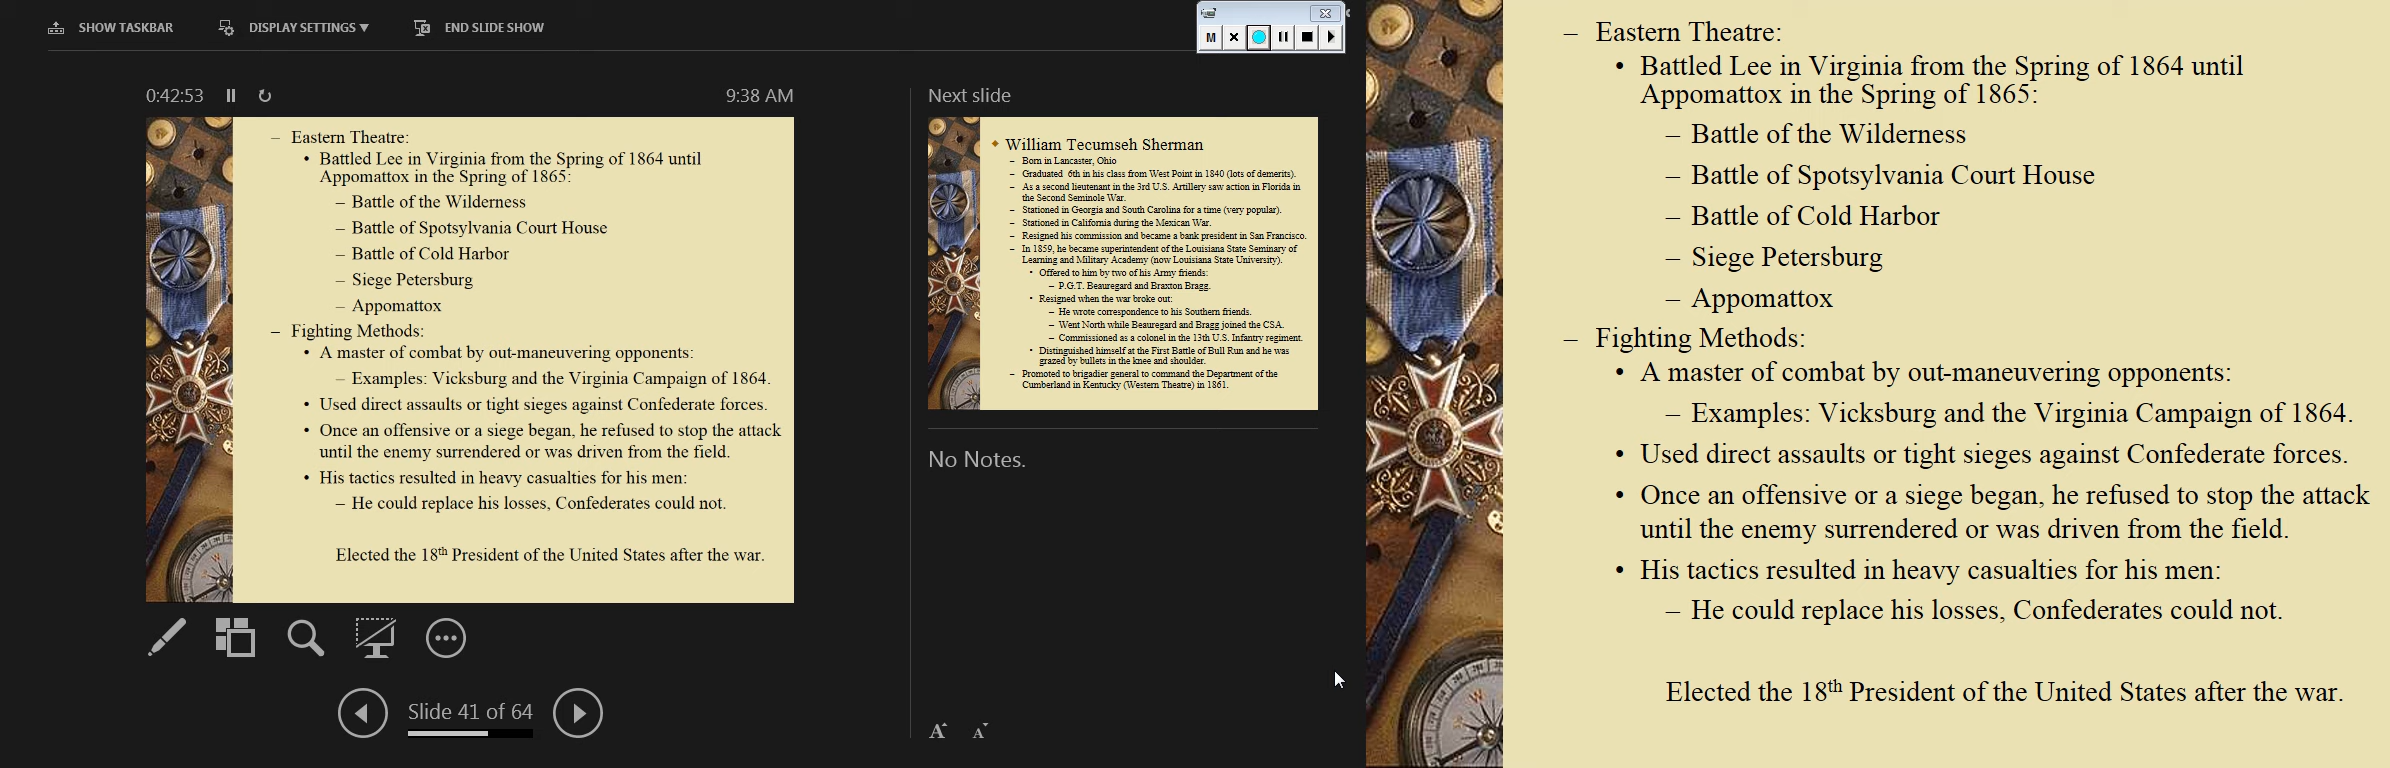 SHOW TASKBAR
DISPLAY SETTINGS ▼
END SLIDE SHOW
M
0:42:53
9:38 AM
– Eastern Theatre:
• Battled Lee in Virginia from the Spring of 1864 until
Appomattox in the Spring of 1865:
– Battle of the Wilderness
– Battle of Spotsylvania Court House
– Battle of Cold Harbor
– Siege Petersburg
– Appomattox
– Fighting Methods:
• A master of combat by out-maneuvering opponents:
– Examples: Vicksburg and the Virginia Campaign of 1864.
• Used direct assaults or tight sieges against Confederate forces.
• Once an offensive or a siege began, he refused to stop the attack
until the enemy surrendered or was driven from the field.
• His tactics resulted in heavy casualties for his men:
– He could replace his losses, Confederates could not.
Elected the 18th President of the United States after the war.
Slide 41 of 64
Next slide
William Tecumseh Sherman
– Born in Lancaster, Ohio
– Graduated 6th in his class from West Point in 1840 (lots of demerits).
– As a second lieutenant in the 3rd U.S. Artillery saw action in Florida in
the Second Seminole War.
– Stationed in Georgia and South Carolina for a time (very popular).
– Stationed in California during the Mexican War.
– Resigned his commission and became a bank president in San Francisco.
– In 1859, he became superintendent of the Louisiana State Seminary of
Learning and Military Academy (now Louisiana State University).
• Offered to him by two of his Army friends:
– P.G.T. Beauregard and Braxton Bragg.
• Resigned when the war broke out:
– He wrote correspondence to his Southern friends.
– Went North while Beauregard and Bragg joined the CSA.
– Commissioned as a colonel in the 13th U.S. Infantry regiment.
• Distinguished himself at the First Battle of Bull Run and he was
grazed by bullets in the knee and shoulder.
– Promoted to brigadier general to command the Department of the
Cumberland in Kentucky (Western Theatre) in 1861.
No Notes.
A A
– Eastern Theatre:
• Battled Lee in Virginia from the Spring of 1864 until
Appomattox in the Spring of 1865:
– Battle of the Wilderness
– Battle of Spotsylvania Court House
– Battle of Cold Harbor
– Siege Petersburg
– Appomattox
– Fighting Methods:
• A master of combat by out-maneuvering opponents:
– Examples: Vicksburg and the Virginia Campaign of 1864.
• Used direct assaults or tight sieges against Confederate forces.
• Once an offensive or a siege began, he refused to stop the attack
until the enemy surrendered or was driven from the field.
• His tactics resulted in heavy casualties for his men:
– He could replace his losses, Confederates could not.
Elected the 18th President of the United States after the war.